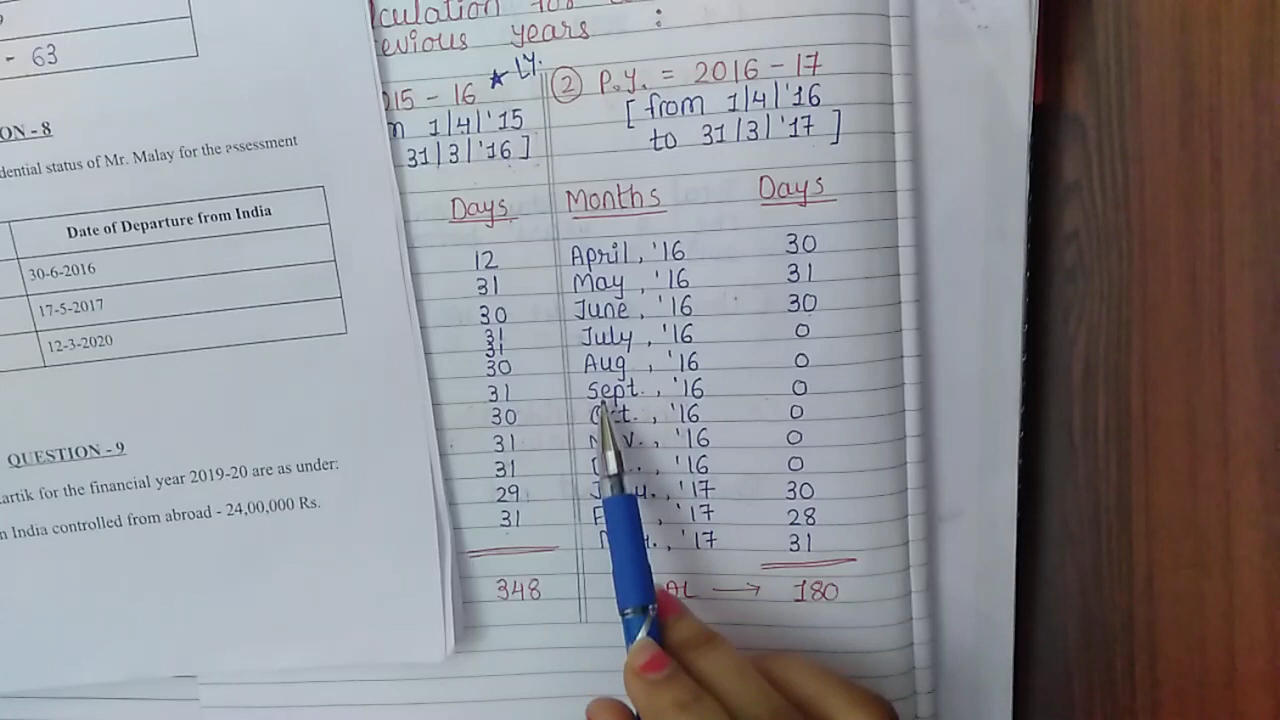 - 63
ON - 8
dential status of Mr. Malay for the assessment
Date of Departure from India
30-6-2016
17-5-2017
12-3-2020
QUESTION - 9
artik for the financial year 2019-20 are as under:
n India controlled from abroad - 24,00,000 Rs.
culation for
evious years :
015 - 16 ★ LY.
1|4|'15
31|3|'16 ]
Days
12
31
30
31
31
30
31
30
31
31
29
31
348
② P.Y. = 2016 - 17
[ from 1|4|'16
to 31|3|'17 ]
Months Days
April, '16 30
May, '16 31
June, '16 30
July, '16 0
Aug, '16 0
Sept., '16 0
Oct., '16 0
'16 0
'16 0
'17 30
'17 28
'17 31
AL → 180